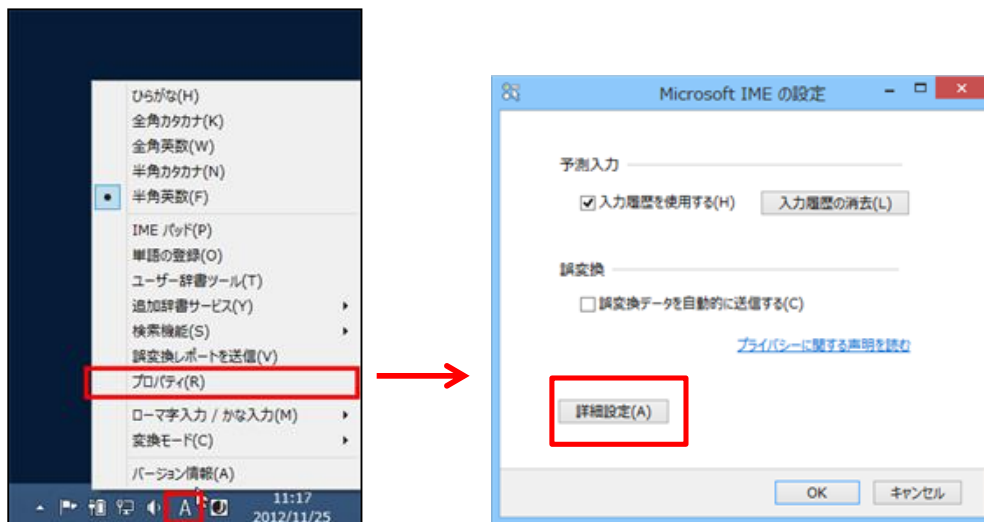 ひらがな(H)
全角カタカナ(K)
全角英数(W)
半角カタカナ(N)
半角英数(F)
IME パッド(P)
単語の登録(O)
ユーザー辞書ツール(T)
追加辞書サービス(Y)
検索機能(S)
誤変換レポートを送信(V)
プロパティ(R)
ローマ字入力 / かな入力(M)
変換モード(C)
バージョン情報(A)
A
11:17
2012/11/25
Microsoft IME の設定
予測入力
入力履歴を使用する(H)
入力履歴の消去(L)
誤変換
誤変換データを自動的に送信する(C)
プライバシーに関する声明を読む
詳細設定(A)
OK
キャンセル